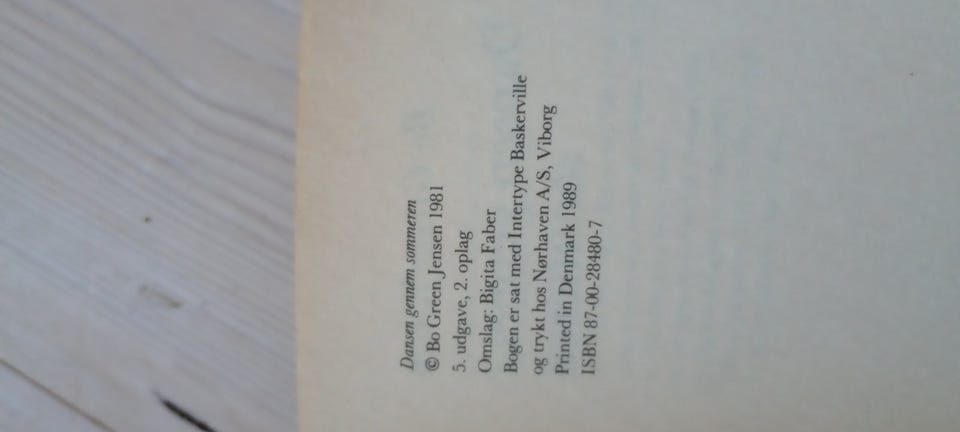 Dansen gennem sommeren
© Bo Green Jensen 1981
5. udgave, 2. oplag
Omslag: Bigita Faber
Bogen er sat med Intertype Baskerville
og trykt hos Nørhaven A/S, Viborg
Printed in Denmark 1989
ISBN 87-00-28480-7